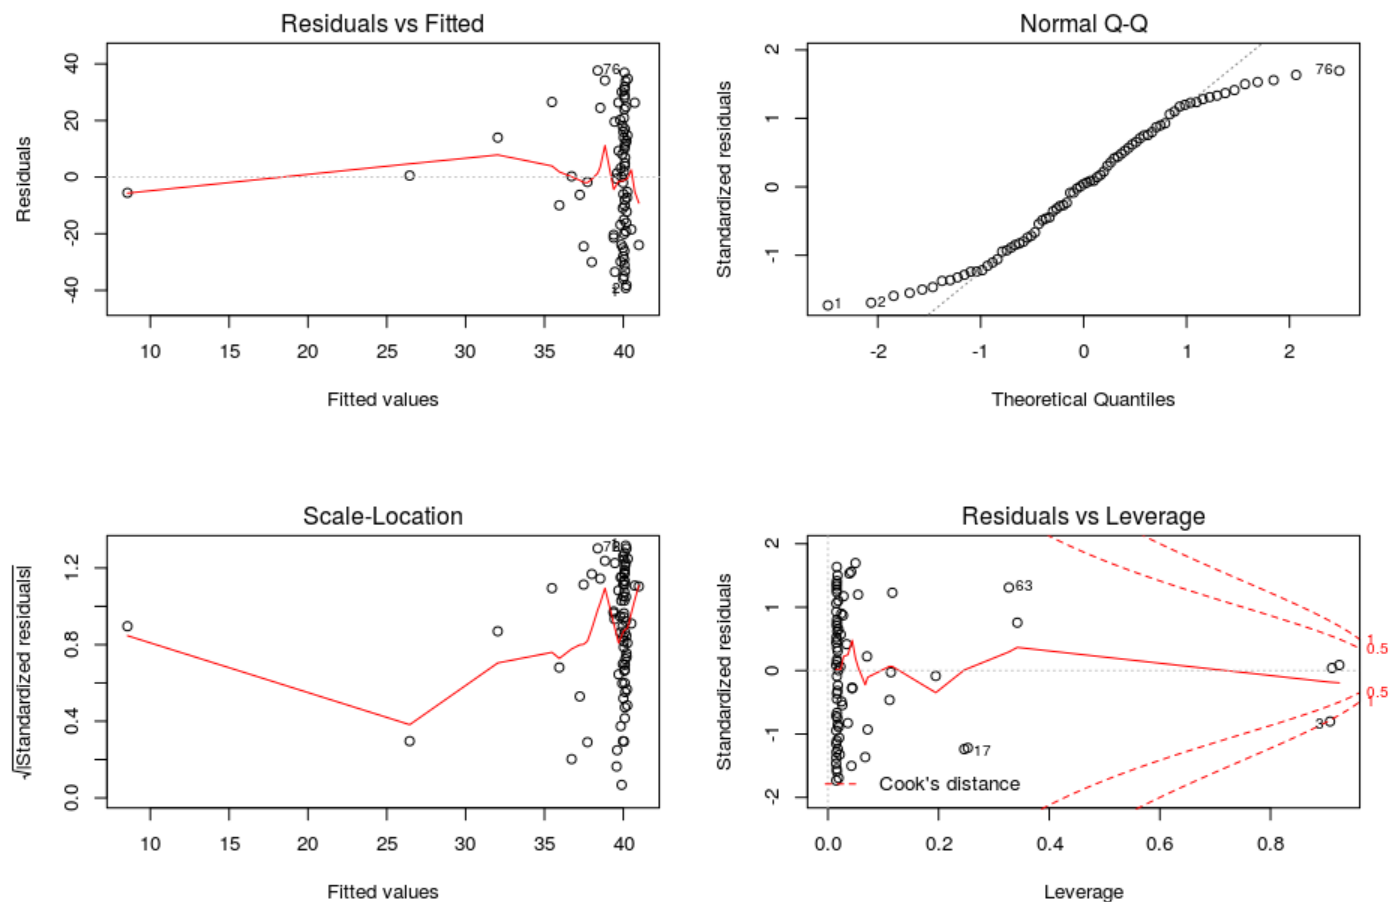 Residuals vs Fitted
Residuals
40
20
0
-20
-40
76
2
1
10 15 20 25 30 35 40
Fitted values
Normal Q-Q
Standardized residuals
2
1
0
-1
76
1
2
-2 -1 0 1 2
Theoretical Quantiles
Scale-Location
√|Standardized residuals|
1.2
0.8
0.4
0.0
10 15 20 25 30 35 40
Fitted values
Residuals vs Leverage
Standardized residuals
2
1
0
-1
-2
63
17
3
1
0.5
0.5
1
Cook's distance
0.0 0.2 0.4 0.6 0.8
Leverage